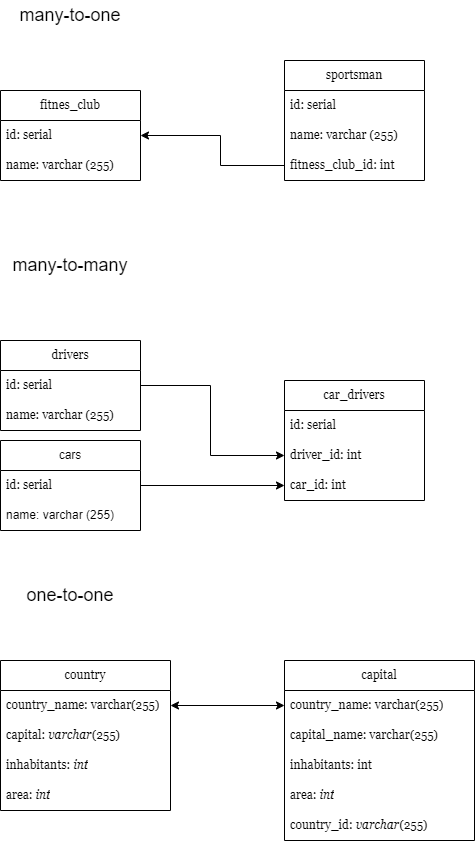 many-to-one
fitnes_club
id: serial
name: varchar (255)
sportsman
id: serial
name: varchar (255)
fitness_club_id: int
many-to-many
drivers
id: serial
name: varchar (255)
cars
id: serial
name: varchar (255)
car_drivers
id: serial
driver_id: int
car_id: int
one-to-one
country
country_name: varchar(255)
capital: varchar(255)
inhabitants: int
area: int
capital
country_name: varchar(255)
capital_name: varchar(255)
inhabitants: int
area: int
country_id: varchar(255)